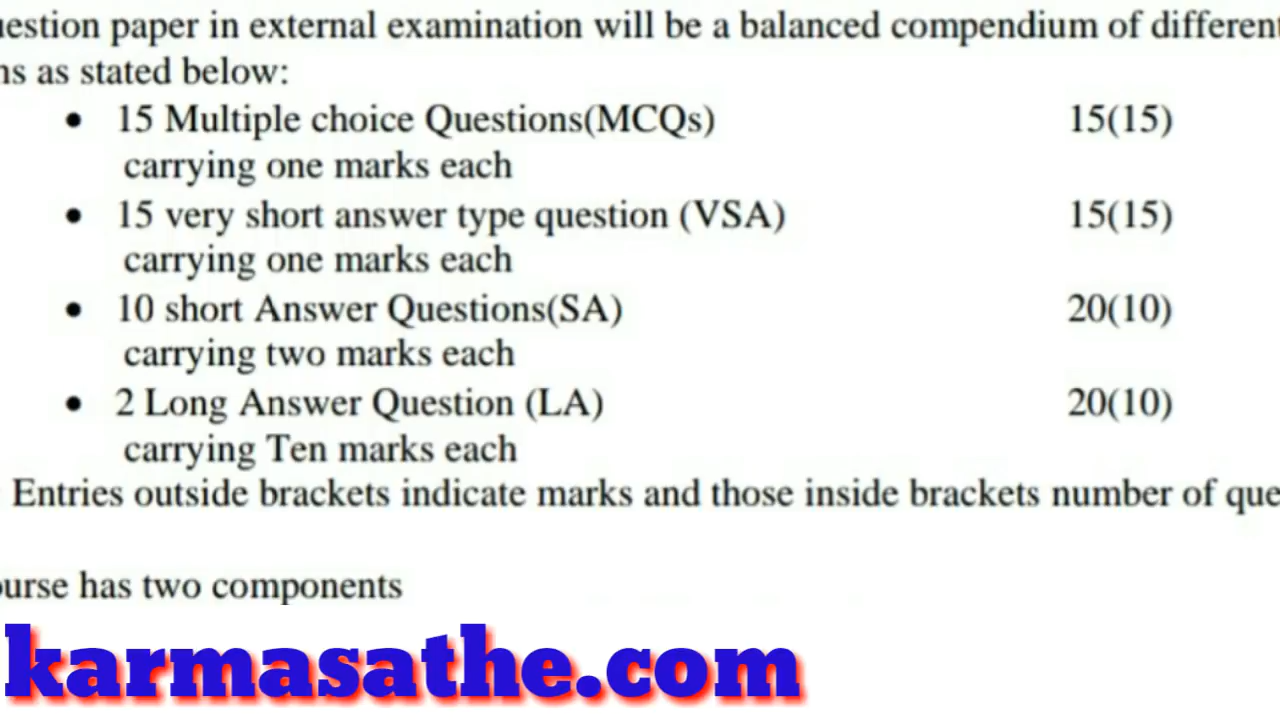 estion paper in external examination will be a balanced compendium of different
ns as stated below:
• 15 Multiple choice Questions(MCQs) 15(15)
carrying one marks each
• 15 very short answer type question (VSA) 15(15)
carrying one marks each
• 10 short Answer Questions(SA) 20(10)
carrying two marks each
• 2 Long Answer Question (LA) 20(10)
carrying Ten marks each
Entries outside brackets indicate marks and those inside brackets number of que
ourse has two components
karmasathe.com